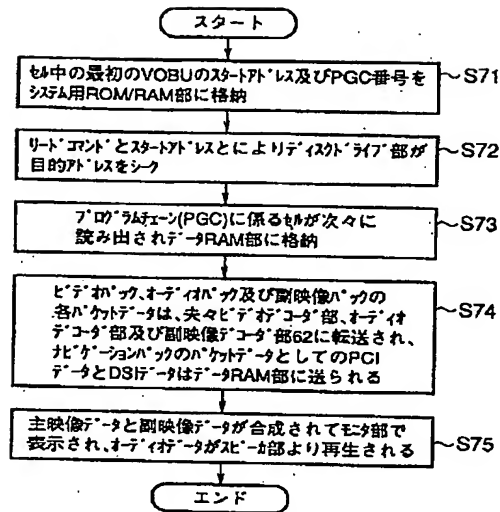 スタート
セル中の最初のVOBUのスタートアドレス及びPGC番号を
システム用ROM/RAM部に格納
S71
リードコマンドとスタートアドレスとによりディスクドライブ部が
目的アドレスをシーク
S72
プログラムチェーン(PGC)に係るセルが次々に
読み出されデータRAM部に格納
S73
ビデオパック、オーディオパック及び副映像パックの
各パケットデータは、夫々ビデオデコーダ部、オーディオ
デコーダ部及び副映像デコーダ部62に転送され、
ナビゲーションパックのパケットデータとしてのPCI
データとDSIデータはデータRAM部に送られる
S74
主映像データと副映像データが合成されてモニタ部で
表示され、オーディオデータがスピーカ部より再生される
S75
エンド